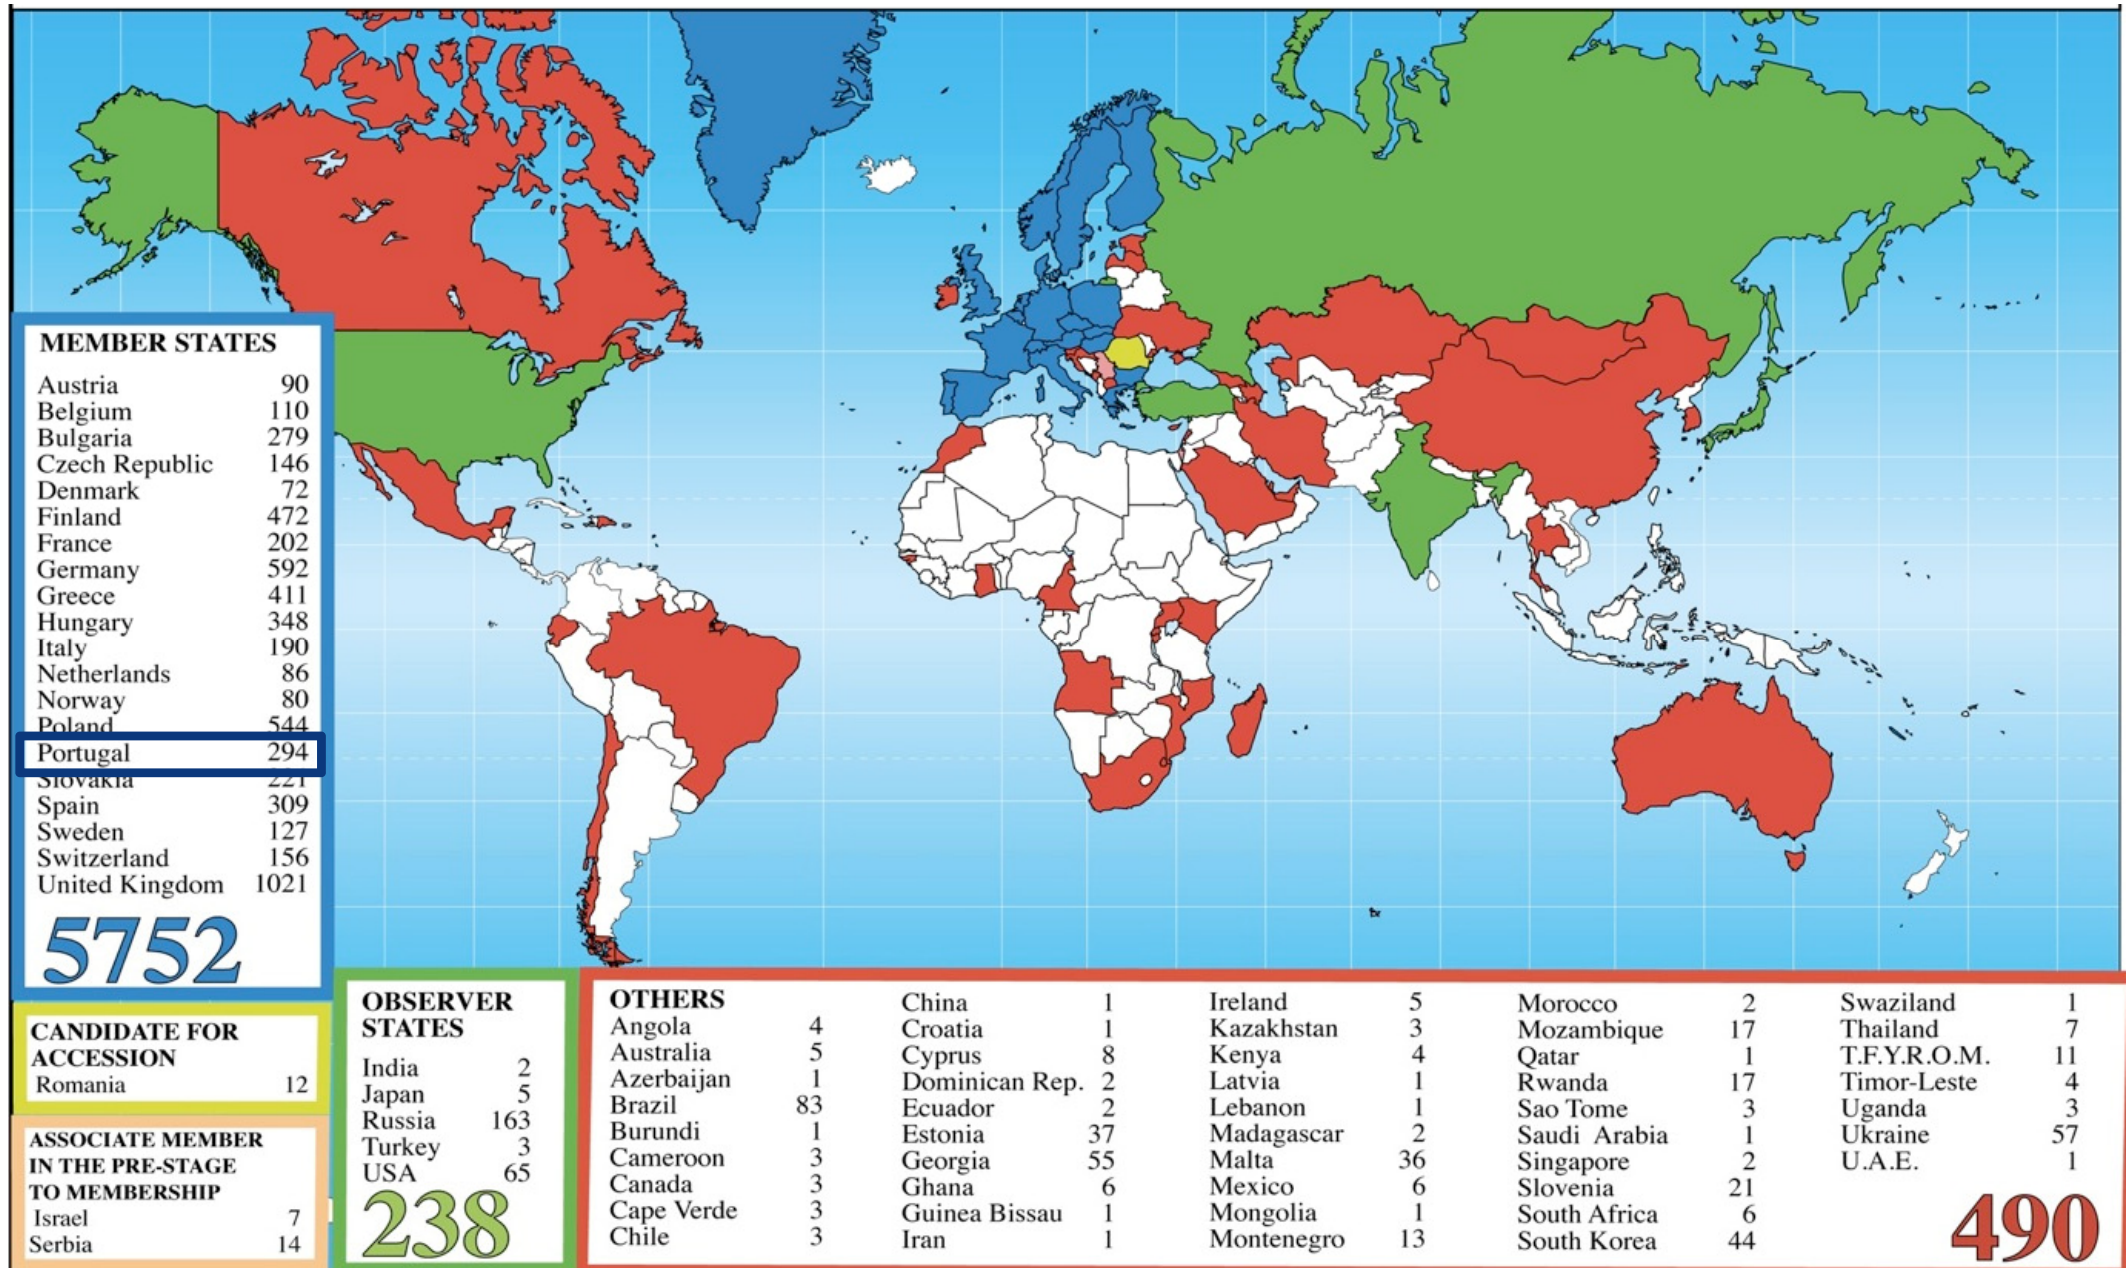 MEMBER STATES
Austria 90
Belgium 110
Bulgaria 279
Czech Republic 146
Denmark 72
Finland 472
France 202
Germany 592
Greece 411
Hungary 348
Italy 190
Netherlands 86
Norway 80
Poland 544
Portugal 294
Slovakia 221
Spain 309
Sweden 127
Switzerland 156
United Kingdom 1021
5752
CANDIDATE FOR
ACCESSION
Romania 12
ASSOCIATE MEMBER
IN THE PRE-STAGE
TO MEMBERSHIP
Israel 7
Serbia 14
OBSERVER
STATES
India 2
Japan 5
Russia 163
Turkey 3
USA 65
238
OTHERS
Angola 4
Australia 5
Azerbaijan 1
Brazil 83
Burundi 1
Cameroon 3
Canada 3
Cape Verde 3
Chile 3
China 1
Croatia 1
Cyprus 8
Dominican Rep. 2
Ecuador 2
Estonia 37
Georgia 55
Ghana 6
Guinea Bissau 1
Iran 1
Ireland 5
Kazakhstan 3
Kenya 4
Latvia 1
Lebanon 1
Madagascar 2
Malta 36
Mexico 6
Mongolia 1
Montenegro 13
Morocco 2
Mozambique 17
Qatar 1
Rwanda 17
Sao Tome 3
Saudi Arabia 1
Singapore 2
Slovenia 21
South Africa 6
South Korea 44
Swaziland 1
Thailand 7
T.F.Y.R.O.M. 11
Timor-Leste 4
Uganda 3
Ukraine 57
U.A.E. 1
490